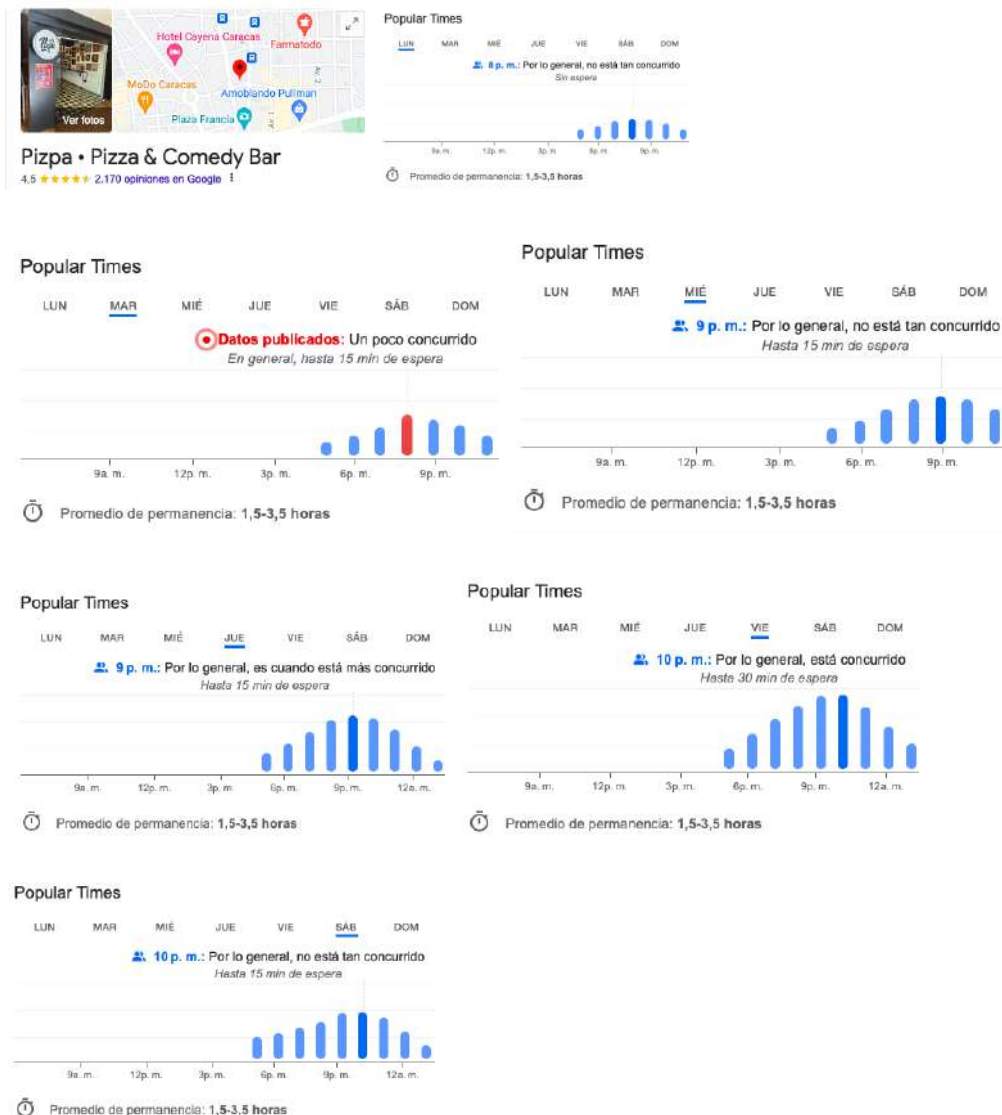 Hotel Cayena Caracas
Farmatodo
MoDo Caracas
Amoblando Pullman
Plaza Francia
Av. 1
Av. 2
Ver fotos
Pizpa • Pizza & Comedy Bar
4,5 2.170 opiniones en Google
Popular Times
LUN MAR MIÉ JUE VIE SÁB DOM
8 p. m.: Por lo general, no está tan concurrido
Sin espera
9a. m. 12p. m. 3p. m. 6p. m. 9p. m.
Promedio de permanencia: 1,5-3,5 horas
Popular Times
LUN MAR MIÉ JUE VIE SÁB DOM
Datos publicados: Un poco concurrido
En general, hasta 15 min de espera
9a. m. 12p. m. 3p. m. 6p. m. 9p. m.
Promedio de permanencia: 1,5-3,5 horas
Popular Times
LUN MAR MIÉ JUE VIE SÁB DOM
9 p. m.: Por lo general, no está tan concurrido
Hasta 15 min de espera
9a. m. 12p. m. 3p. m. 6p. m. 9p. m.
Promedio de permanencia: 1,5-3,5 horas
Popular Times
LUN MAR MIÉ JUE VIE SÁB DOM
9 p. m.: Por lo general, es cuando está más concurrido
Hasta 15 min de espera
9a. m. 12p. m. 3p. m. 6p. m. 9p. m. 12a. m.
Promedio de permanencia: 1,5-3,5 horas
Popular Times
LUN MAR MIÉ JUE VIE SÁB DOM
10 p. m.: Por lo general, está concurrido
Hasta 30 min de espera
9a. m. 12p. m. 3p. m. 6p. m. 9p. m. 12a. m.
Promedio de permanencia: 1,5-3,5 horas
Popular Times
LUN MAR MIÉ JUE VIE SÁB DOM
10 p. m.: Por lo general, no está tan concurrido
Hasta 15 min de espera
9a. m. 12p. m. 3p. m. 6p. m. 9p. m. 12a. m.
Promedio de permanencia: 1,5-3,5 horas